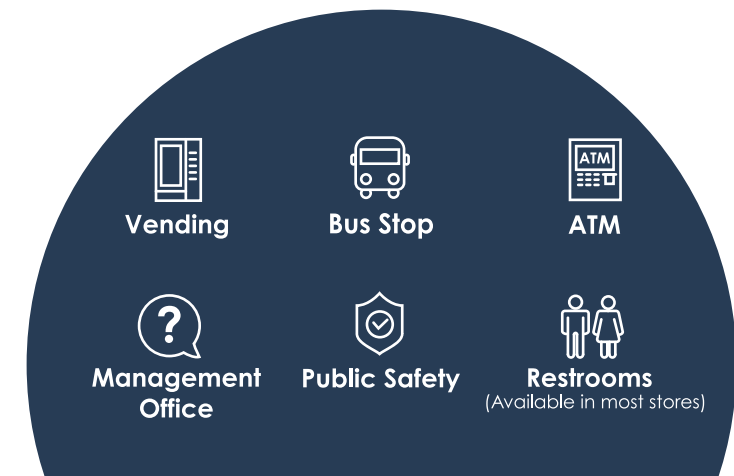 ATM
Vending
Bus Stop
ATM
?
Management
Office
Public Safety
Restrooms
(Available in most stores)